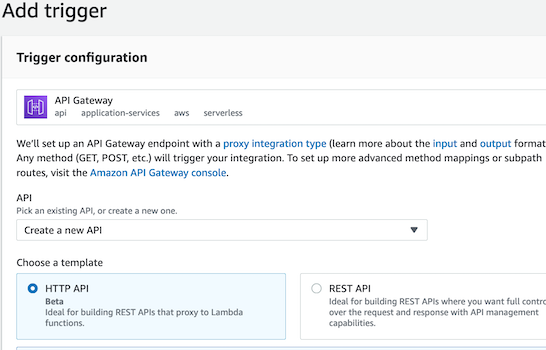 Add trigger
Trigger configuration
API Gateway
api application-services aws serverless
We'll set up an API Gateway endpoint with a proxy integration type (learn more about the input and output format
Any method (GET, POST, etc.) will trigger your integration. To set up more advanced method mappings or subpath
routes, visit the Amazon API Gateway console.
API
Pick an existing API, or create a new one.
Create a new API
Choose a template
HTTP API
Beta
Ideal for building REST APIs that proxy to Lambda
functions.
REST API
Ideal for building REST APIs where you want full contro
over the request and response with API management
capabilities.